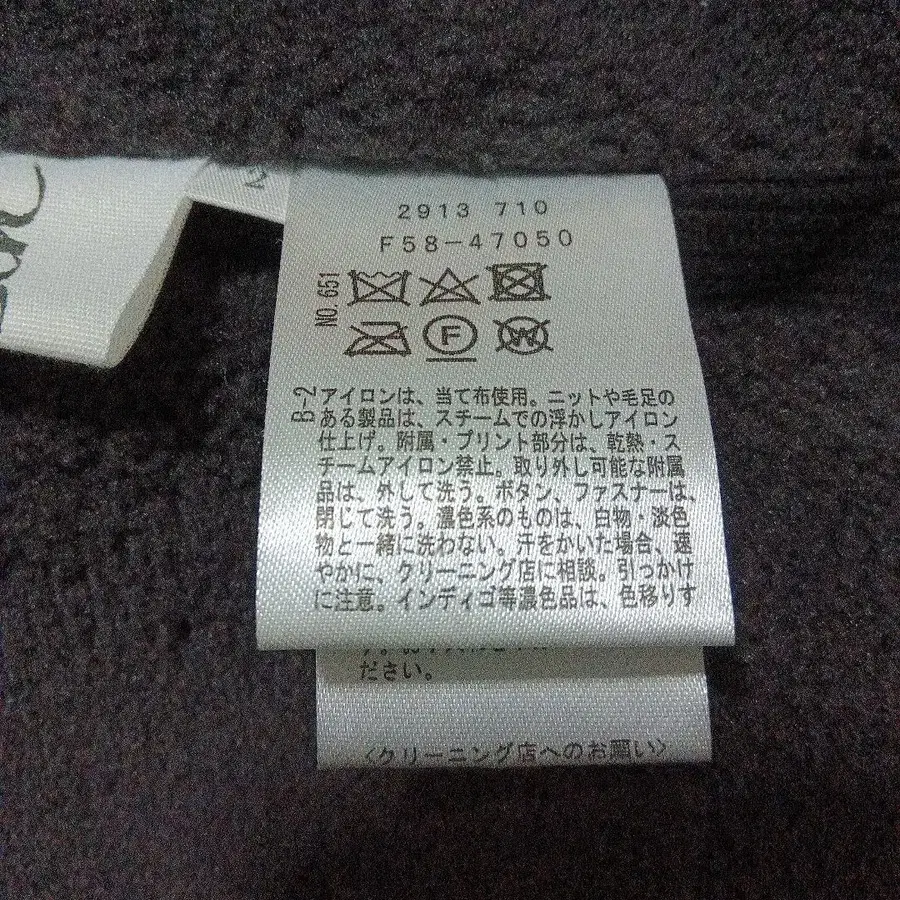 2913 710
F58-47050
NO.651
F
W
B-2
アイロンは、当て布使用。ニットや毛足の
ある製品は、スチームでの浮かしアイロン
仕上げ。附属・プリント部分は、乾熱・ス
チームアイロン禁止。取り外し可能な附属
品は、外して洗う。ボタン、ファスナーは、
閉じて洗う。濃色系のものは、白物・淡色
物と一緒に洗わない。汗をかいた場合、速
やかに、クリーニング店に相談。引っかけ
に注意。インディゴ等濃色品は、色移りす
ださい。
〈クリーニング店へのお願い〉
2